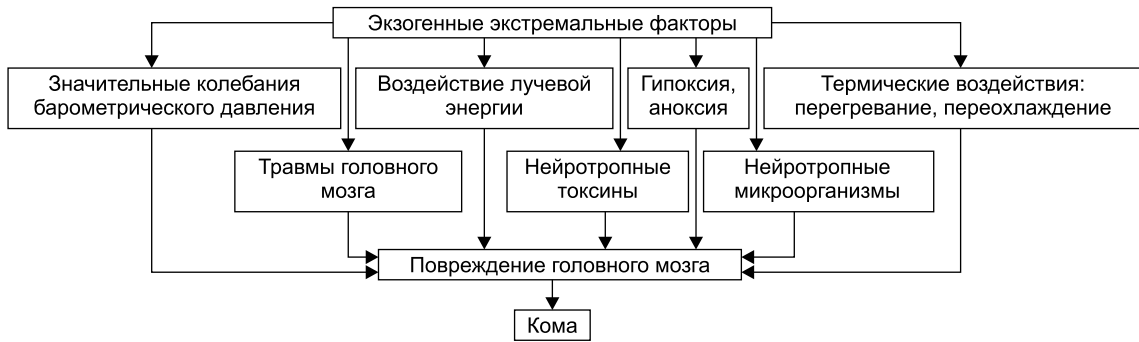 Экзогенные экстремальные факторы
Значительные колебания
барометрического давления
Воздействие лучевой
энергии
Гипоксия,
аноксия
Термические воздействия:
перегревание, переохлаждение
Травмы головного
мозга
Нейротропные
токсины
Нейротропные
микроорганизмы
Повреждение головного мозга
Кома